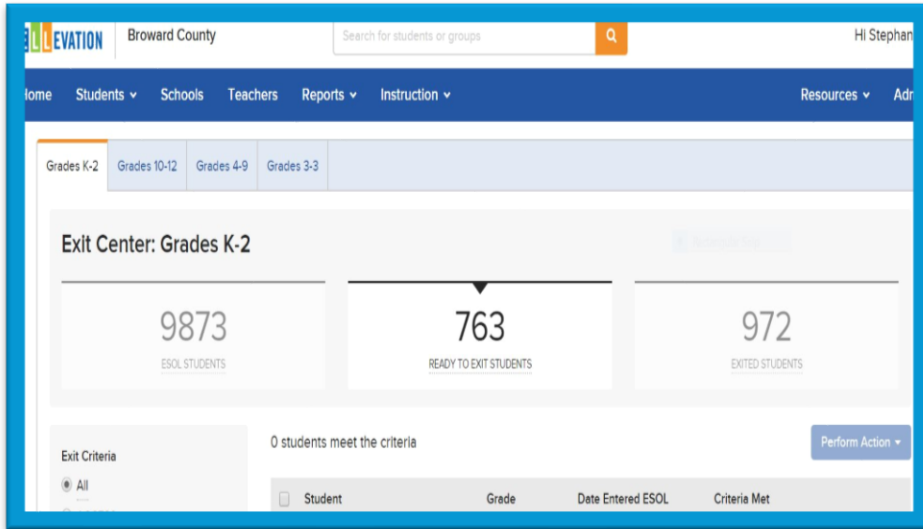 ELLEVATION Broward County Search for students or groups Hi Stephan
Home Students Schools Teachers Reports Instruction Resources Adr
Grades K-2 Grades 10-12 Grades 4-9 Grades 3-3
Exit Center: Grades K-2
9873 763 972
ESOL STUDENTS READY TO EXIT STUDENTS EXITED STUDENTS
0 students meet the criteria Perform Action
Exit Criteria
All
Student Grade Date Entered ESOL Criteria Met